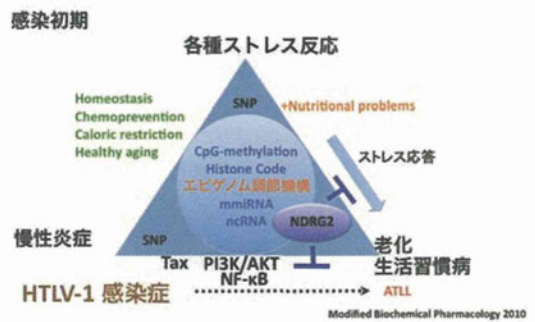 感染初期
各種ストレス反応
Homeostasis
Chemoprevention
Caloric restriction
Healthy aging
SNP
+Nutritional problems
CpG-methylation
Histone Code
エピゲノム調節機構
mmiRNA
ncRNA
ストレス応答
NDRG2
慢性炎症
SNP
老化
生活習慣病
Tax
PI3K/AKT
NF-κB
HTLV-1 感染症
ATLL
Modified Biochemical Pharmacology 2010